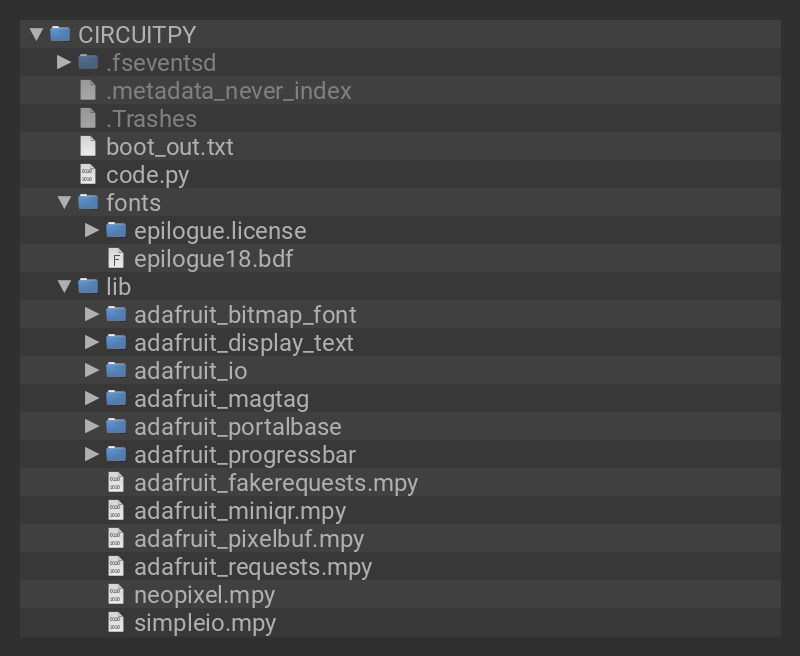 CIRCUITPY
.fseventsd
.metadata_never_index
.Trashes
boot_out.txt
code.py
fonts
epilogue.license
epilogue18.bdf
lib
adafruit_bitmap_font
adafruit_display_text
adafruit_io
adafruit_magtag
adafruit_portalbase
adafruit_progressbar
adafruit_fakerequests.mpy
adafruit_miniqr.mpy
adafruit_pixelbuf.mpy
adafruit_requests.mpy
neopixel.mpy
simpleio.mpy